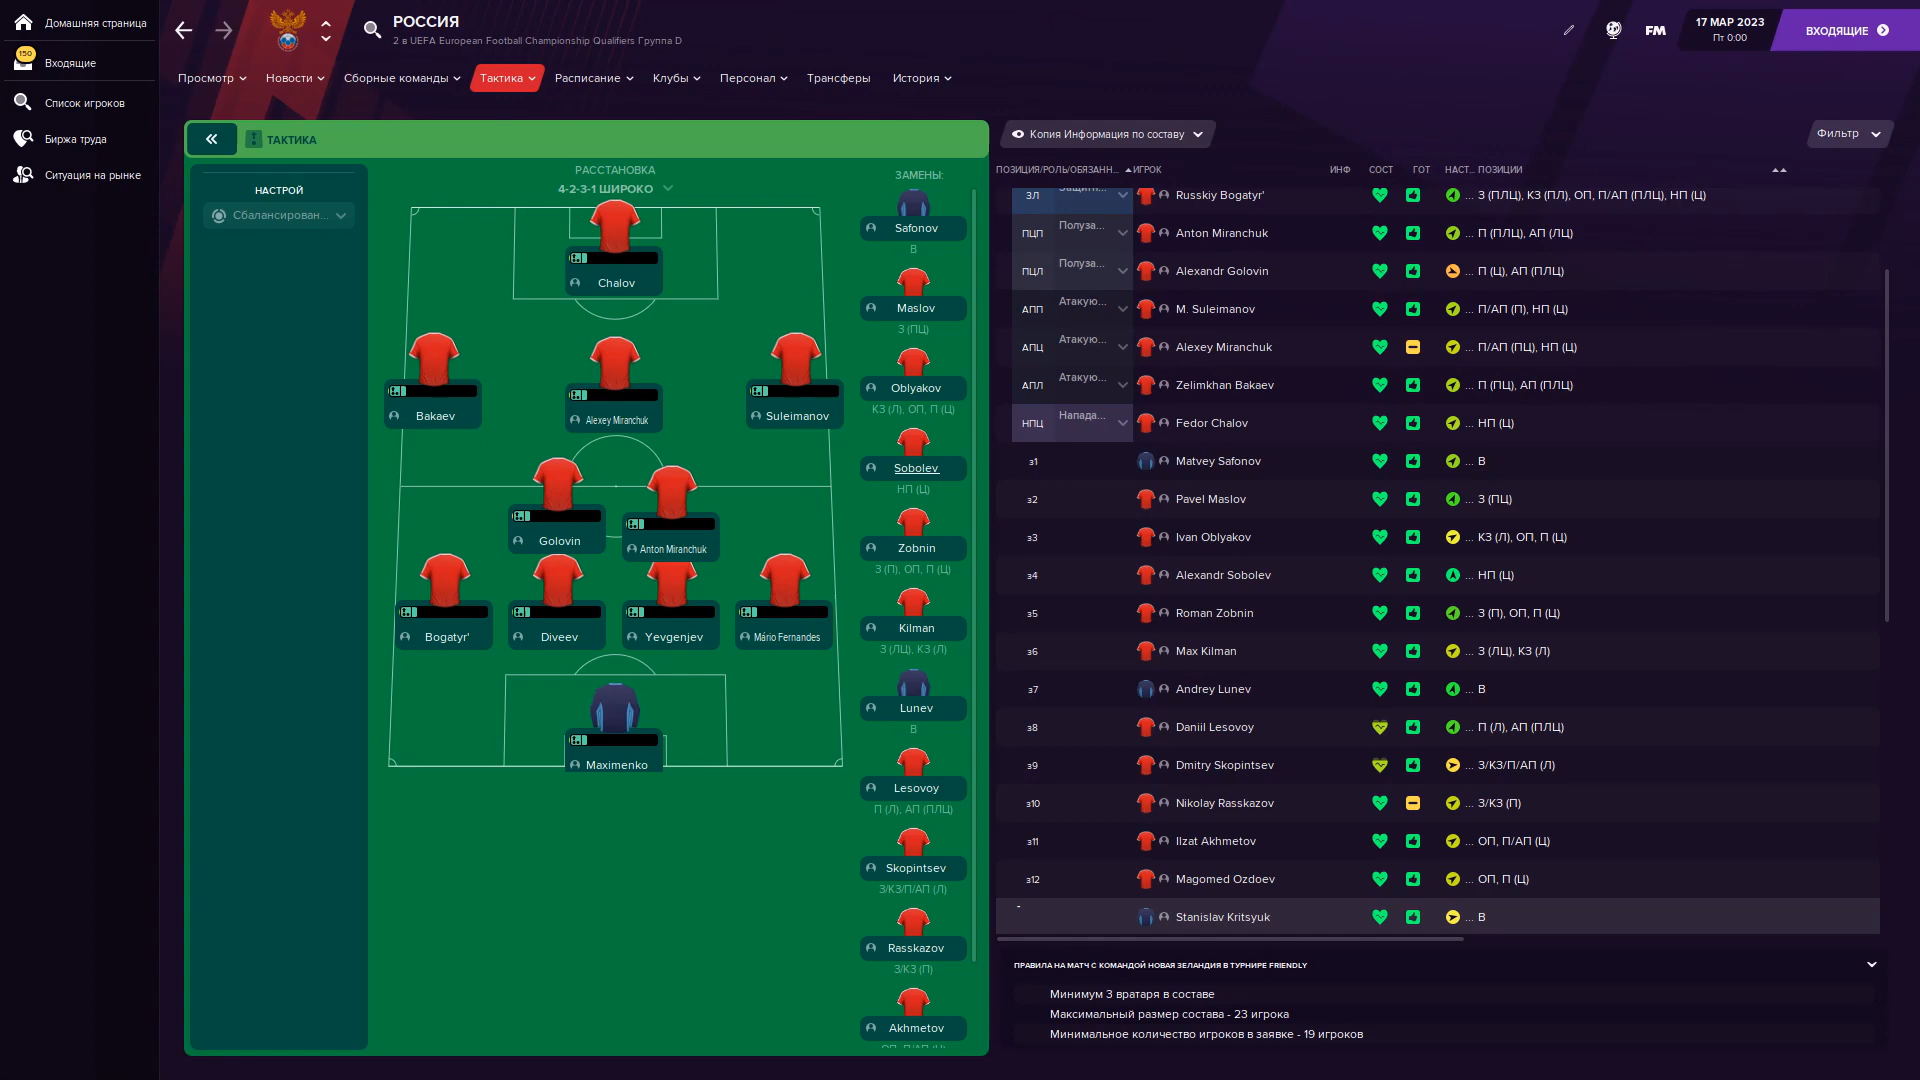 Домашняя страница
150
Входящие
Список игроков
Биржа труда
Ситуация на рынке
РОССИЯ
2 в UEFA European Football Championship Qualifiers Группа D
FM
17 МАР 2023
Пт 0:00
ВХОДЯЩИЕ
Просмотр
Новости
Сборные команды
Тактика
Расписание
Клубы
Персонал
Трансферы
История
ТАКТИКА
НАСТРОЙ
Сбалансирован...
РАССТАНОВКА
4-2-3-1 ШИРОКО
Chalov
Bakaev
Alexey Miranchuk
Suleimanov
Golovin
Anton Miranchuk
Bogatyr'
Diveev
Yevgenjev
Mário Fernandes
Maximenko
ЗАМЕНЫ:
Safonov
В
Maslov
З (ПЦ)
Oblyakov
КЗ (Л), ОП, П (Ц)
Sobolev
НП (Ц)
Zobnin
З (П), ОП, П (Ц)
Kilman
З (ЛЦ), КЗ (Л)
Lunev
В
Lesovoy
П (Л), АП (ПЛЦ)
Skopintsev
З/КЗ/П/АП (Л)
Rasskazov
З/КЗ (П)
Akhmetov
ОП, П/АП (Ц)
Копия Информация по составу
Фильтр
ПОЗИЦИЯ/РОЛЬ/ОБЯЗАНН... ИГРОК ИНФ СОСТ ГОТ НАСТ... ПОЗИЦИИ
ЗЛ Защитн... Russkiy Bogatyr' З (ПЛЦ), КЗ (ПЛ), ОП, П/АП (ПЛЦ), НП (Ц)
ПЦП Полуза... Anton Miranchuk ... П (ПЛЦ), АП (ЛЦ)
ПЦЛ Полуза... Alexandr Golovin ... П (Ц), АП (ПЛЦ)
АПП Атакую... M. Suleimanov ... П/АП (П), НП (Ц)
АПЦ Атакую... Alexey Miranchuk ... П/АП (ПЦ), НП (Ц)
АПЛ Атакую... Zelimkhan Bakaev ... П (ПЦ), АП (ПЛЦ)
НПЦ Напада... Fedor Chalov ... НП (Ц)
з1 Matvey Safonov ... В
з2 Pavel Maslov ... З (ПЦ)
з3 Ivan Oblyakov ... КЗ (Л), ОП, П (Ц)
з4 Alexandr Sobolev ... НП (Ц)
з5 Roman Zobnin ... З (П), ОП, П (Ц)
з6 Max Kilman ... З (ЛЦ), КЗ (Л)
з7 Andrey Lunev ... В
з8 Daniil Lesovoy ... П (Л), АП (ПЛЦ)
з9 Dmitry Skopintsev ... З/КЗ/П/АП (Л)
з10 Nikolay Rasskazov ... З/КЗ (П)
з11 Ilzat Akhmetov ... ОП, П/АП (Ц)
з12 Magomed Ozdoev ... ОП, П (Ц)
- Stanislav Kritsyuk ... В
ПРАВИЛА НА МАТЧ С КОМАНДОЙ НОВАЯ ЗЕЛАНДИЯ В ТУРНИРЕ FRIENDLY
Минимум 3 вратаря в составе
Максимальный размер состава - 23 игрока
Минимальное количество игроков в заявке - 19 игроков